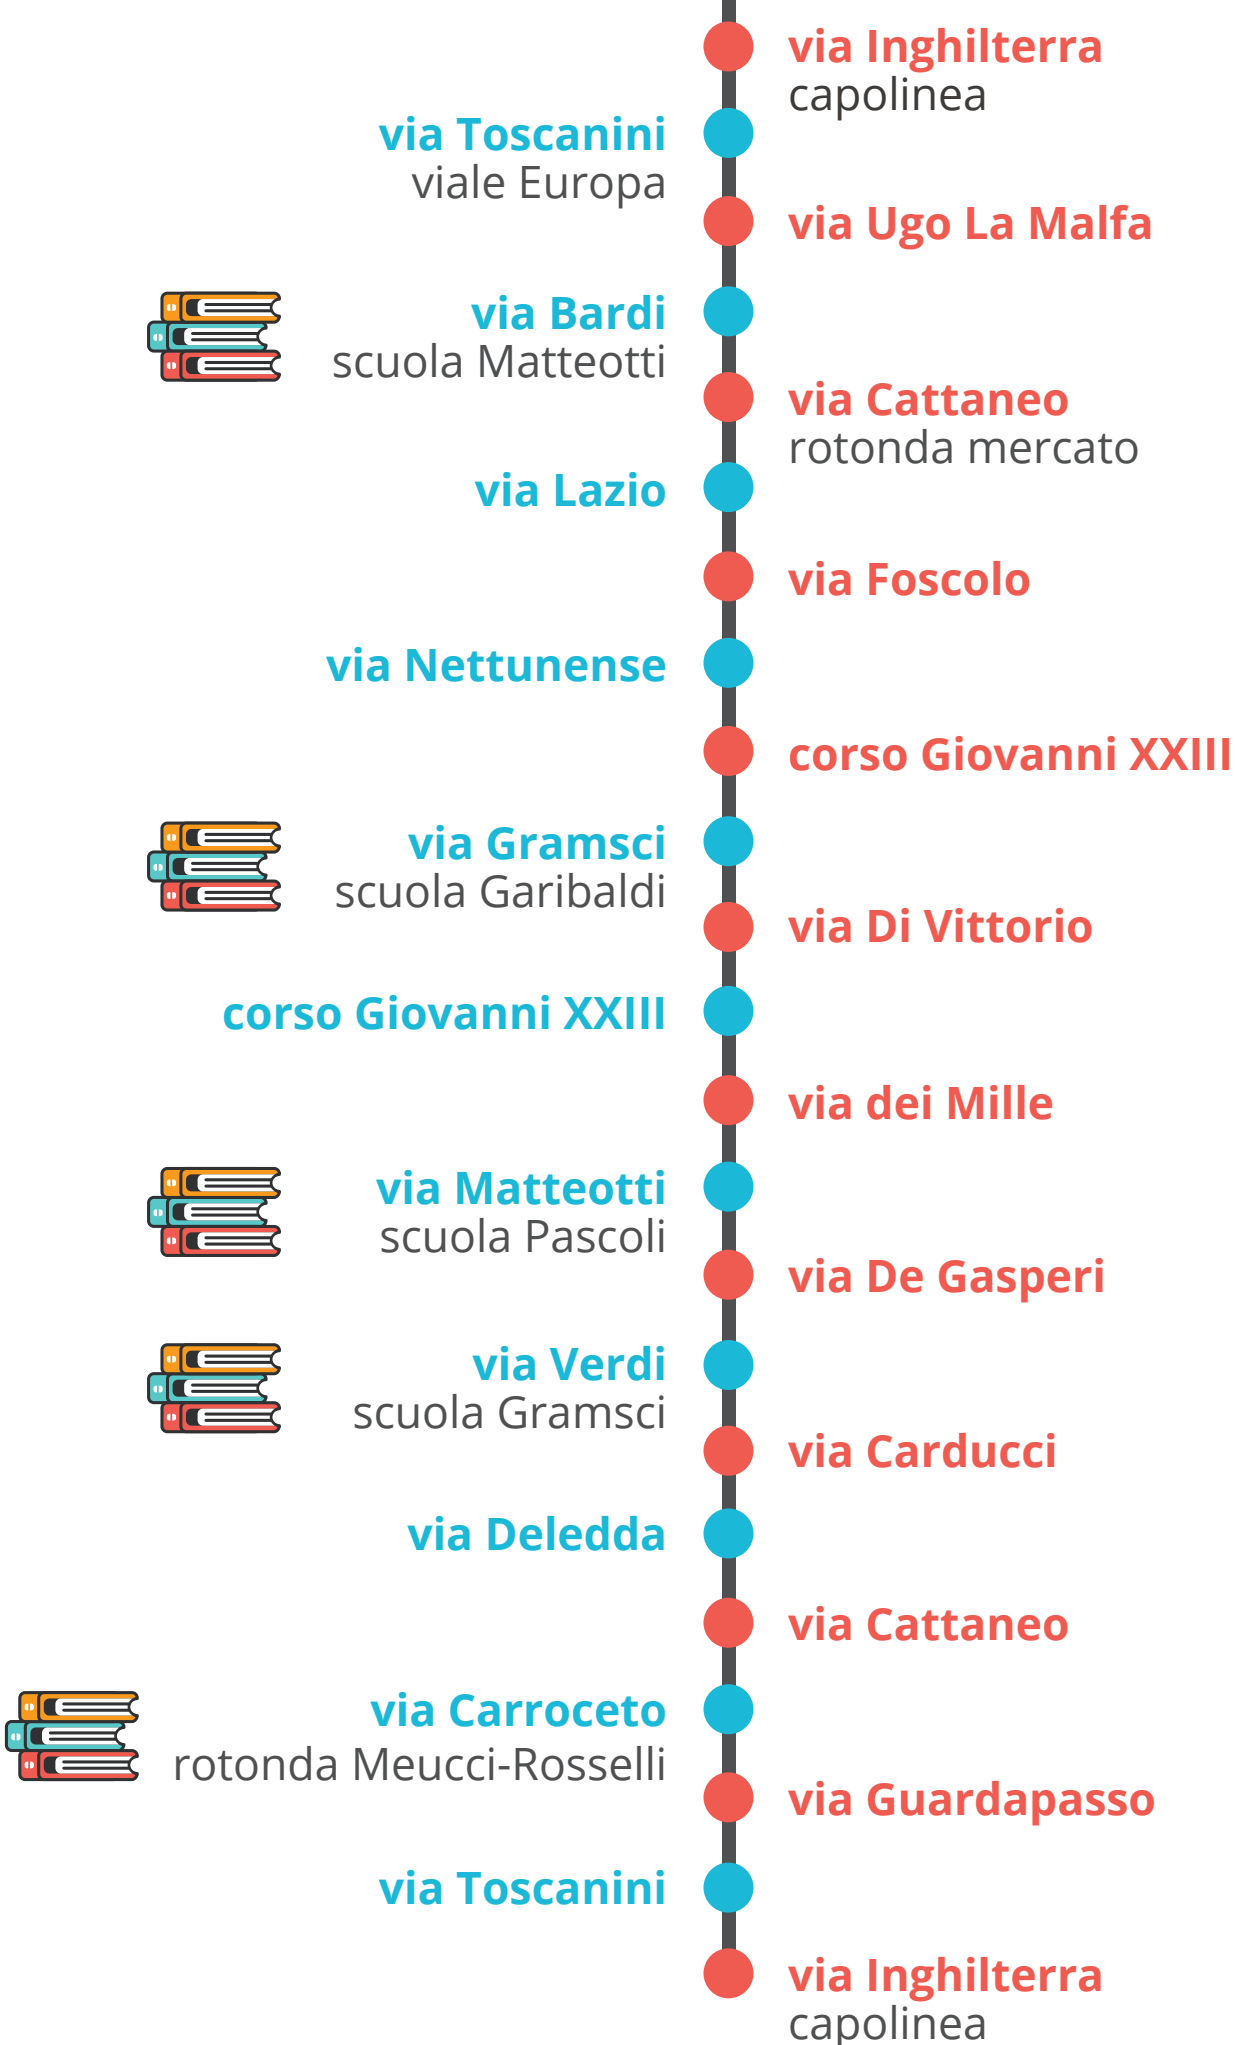 via Inghilterra
capolinea
via Toscanini
viale Europa
via Ugo La Malfa
via Bardi
scuola Matteotti
via Cattaneo
rotonda mercato
via Lazio
via Foscolo
via Nettunense
corso Giovanni XXIII
via Gramsci
scuola Garibaldi
via Di Vittorio
corso Giovanni XXIII
via dei Mille
via Matteotti
scuola Pascoli
via De Gasperi
via Verdi
scuola Gramsci
via Carducci
via Deledda
via Cattaneo
via Carroceto
rotonda Meucci-Rosselli
via Guardapasso
via Toscanini
via Inghilterra
capolinea